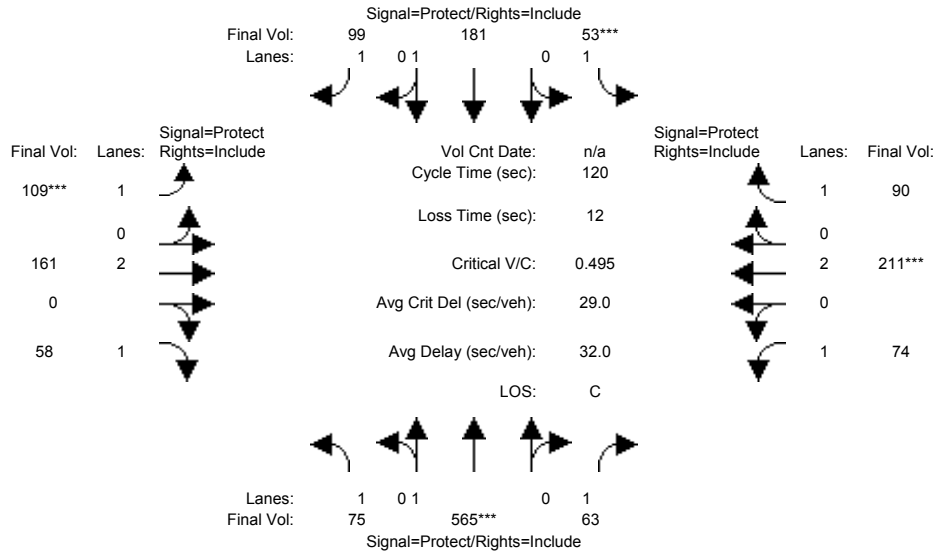 Signal=Protect/Rights=Include
Final Vol: 99 181 53***
Lanes: 1 0 1 0 1
Signal=Protect Signal=Protect
Final Vol: Lanes: Rights=Include Vol Cnt Date: n/a Rights=Include Lanes: Final Vol:
Cycle Time (sec): 120
109*** 1 1 90
Loss Time (sec): 12
0 0
161 2 Critical V/C: 0.495 2 211***
0 Avg Crit Del (sec/veh): 29.0 0
58 1 Avg Delay (sec/veh): 32.0 1 74
LOS: C
Lanes: 1 0 1 0 1
Final Vol: 75 565*** 63
Signal=Protect/Rights=Include